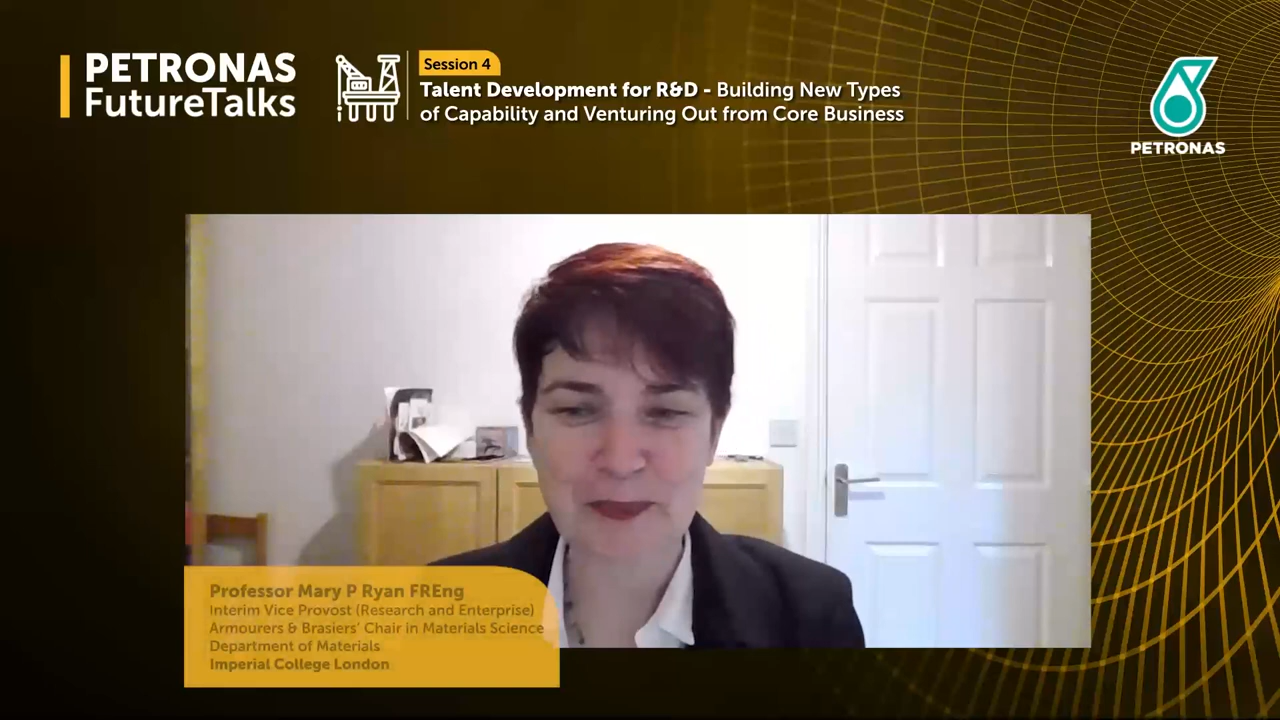 PETRONAS
FutureTalks
Session 4
Talent Development for R&D - Building New Types
of Capability and Venturing Out from Core Business
PETRONAS
Professor Mary P Ryan FREng
Interim Vice Provost (Research and Enterprise)
Armourers & Brasiers' Chair in Materials Science
Department of Materials
Imperial College London